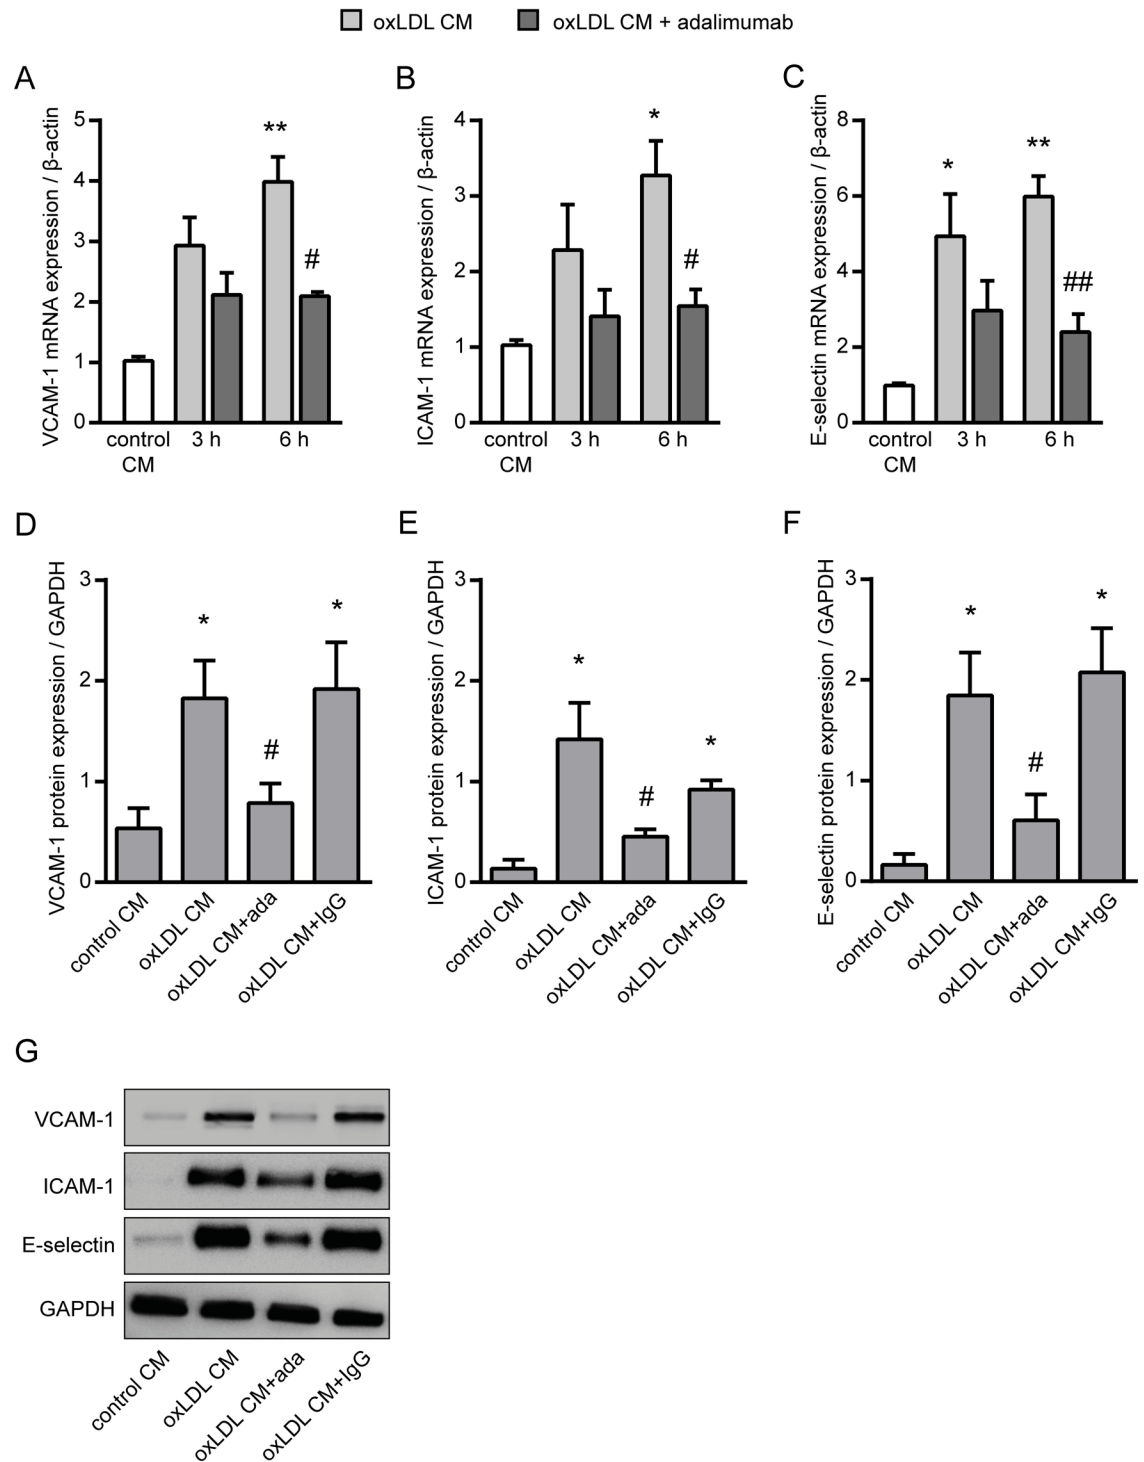 oxLDL CM
oxLDL CM + adalimumab
A
VCAM-1 mRNA expression / β-actin
5
4
3
2
1
0
**
#
control CM
3 h
6 h
B
ICAM-1 mRNA expression / β-actin
4
3
2
1
0
*
#
control CM
3 h
6 h
C
E-selectin mRNA expression / β-actin
8
6
4
2
0
*
**
##
control CM
3 h
6 h
D
VCAM-1 protein expression / GAPDH
3
2
1
0
*
#
*
control CM
oxLDL CM
oxLDL CM+ada
oxLDL CM+IgG
E
ICAM-1 protein expression / GAPDH
3
2
1
0
*
#
*
control CM
oxLDL CM
oxLDL CM+ada
oxLDL CM+IgG
F
E-selectin protein expression / GAPDH
3
2
1
0
*
#
*
control CM
oxLDL CM
oxLDL CM+ada
oxLDL CM+IgG
G
VCAM-1
ICAM-1
E-selectin
GAPDH
control CM
oxLDL CM
oxLDL CM+ada
oxLDL CM+IgG